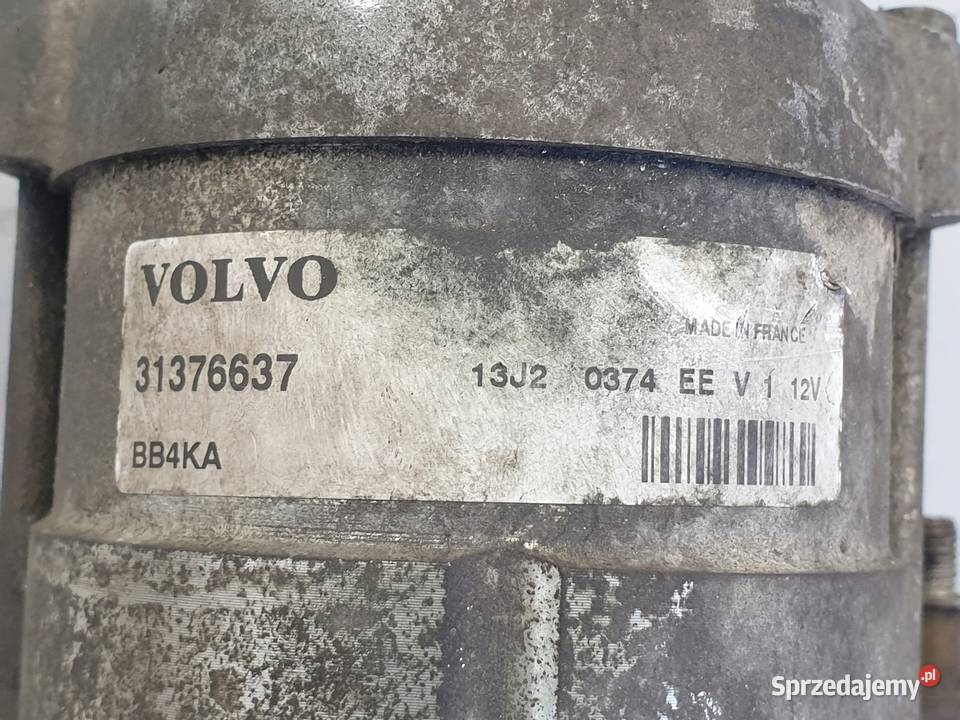 VOLVO
MADE IN FRANCE
31376637 13J2 0374 EE V 1 12V
BB4KA
Sprzedajemy.pl